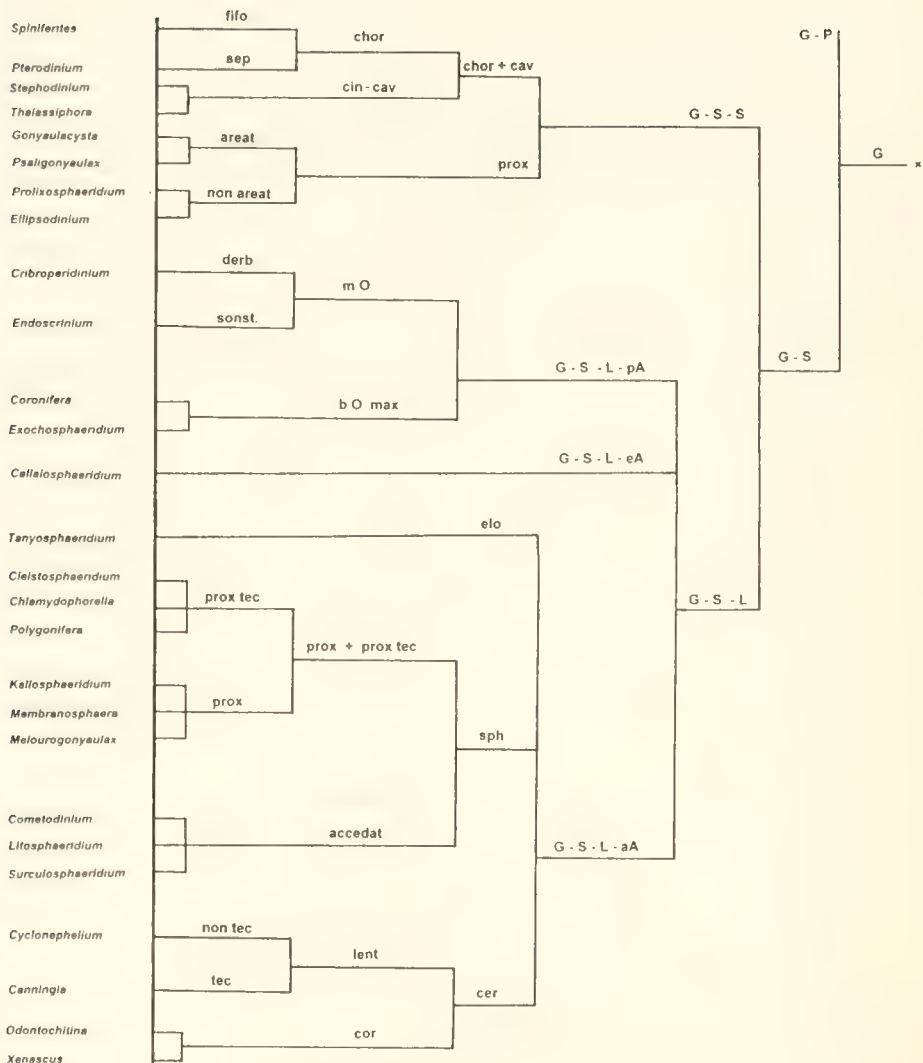 Spiniferites
fifo
chor
G - P
Pterodinium
sep
chor + cav
Stephodinium
cin - cav
Thalassiphora
G - S - S
Gonyaulacysta
areat
Psaligonyaulax
prox
G
x
Prolixosphaeridium
non areat
Ellipsodinium
Cribroperidinium
derb
m O
Endoscrinium
sonst.
G - S
G - S - L - pA
Coronifera
b O max
Exochosphaeridium
Callaiosphaeridium
G - S - L - eA
Tanyosphaeridium
elo
Cleistosphaeridium
Chlamydophorella
prox tec
G - S - L
Polygonifera
prox + prox tec
Kallosphaeridium
Membranosphaera
prox
Melourogonyaulax
sph
Cometodinium
Litosphaeridium
accedat
G - S - L - aA
Surculosphaeridium
Cyclonephelium
non tec
lent
Canningia
tec
cer
Odontochitina
cor
Xenascus